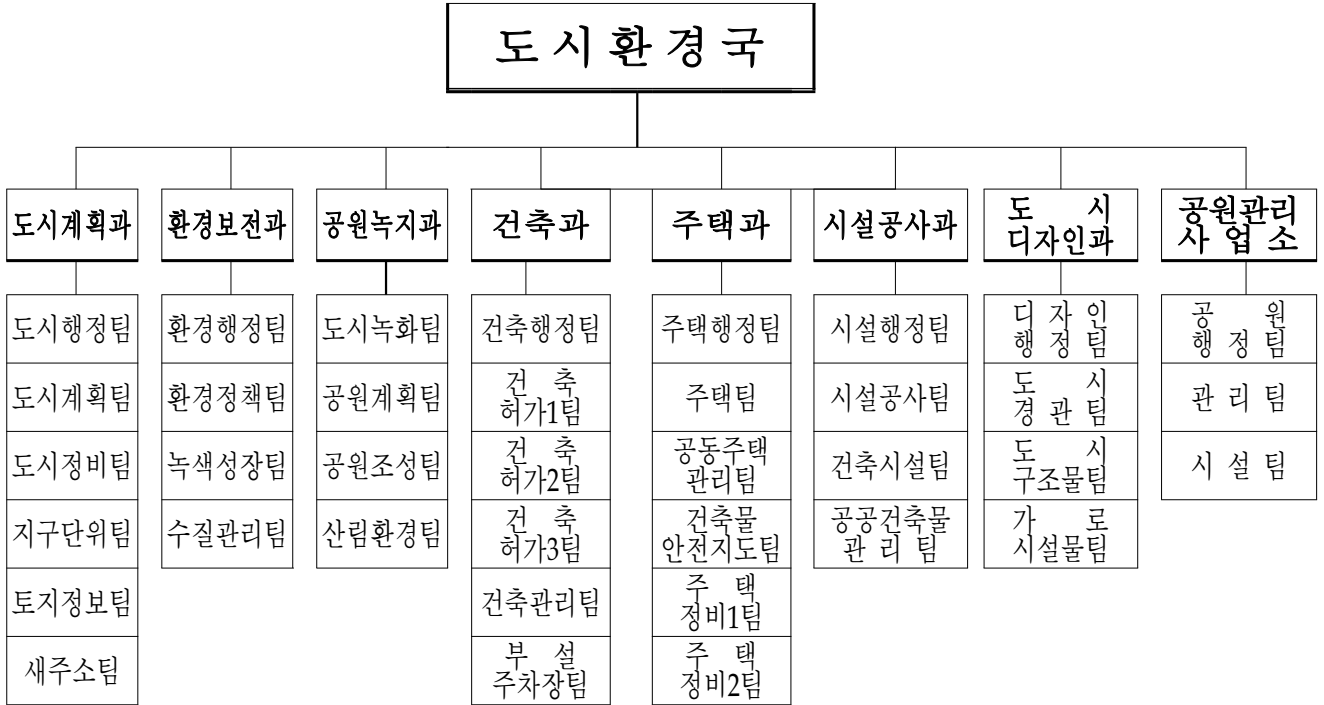 도시환경국
도시계획과
도시행정팀
도시계획팀
도시정비팀
지구단위팀
토지정보팀
새주소팀
환경보전과
환경행정팀
환경정책팀
녹색성장팀
수질관리팀
공원녹지과
도시녹화팀
공원계획팀
공원조성팀
산림환경팀
건축과
건축행정팀
건 축
허가1팀
건 축
허가2팀
건 축
허가3팀
건축관리팀
부 설
주차장팀
주택과
주택행정팀
주택팀
공동주택
관리팀
건축물
안전지도팀
주 택
정비1팀
주 택
정비2팀
시설공사과
시설행정팀
시설공사팀
건축시설팀
공공건축물
관 리 팀
도 시
디자인과
디 자 인
행 정 팀
도 시
경 관 팀
도 시
구조물팀
가 로
시설물팀
공원관리
사 업 소
공 원
행 정 팀
관 리 팀
시 설 팀